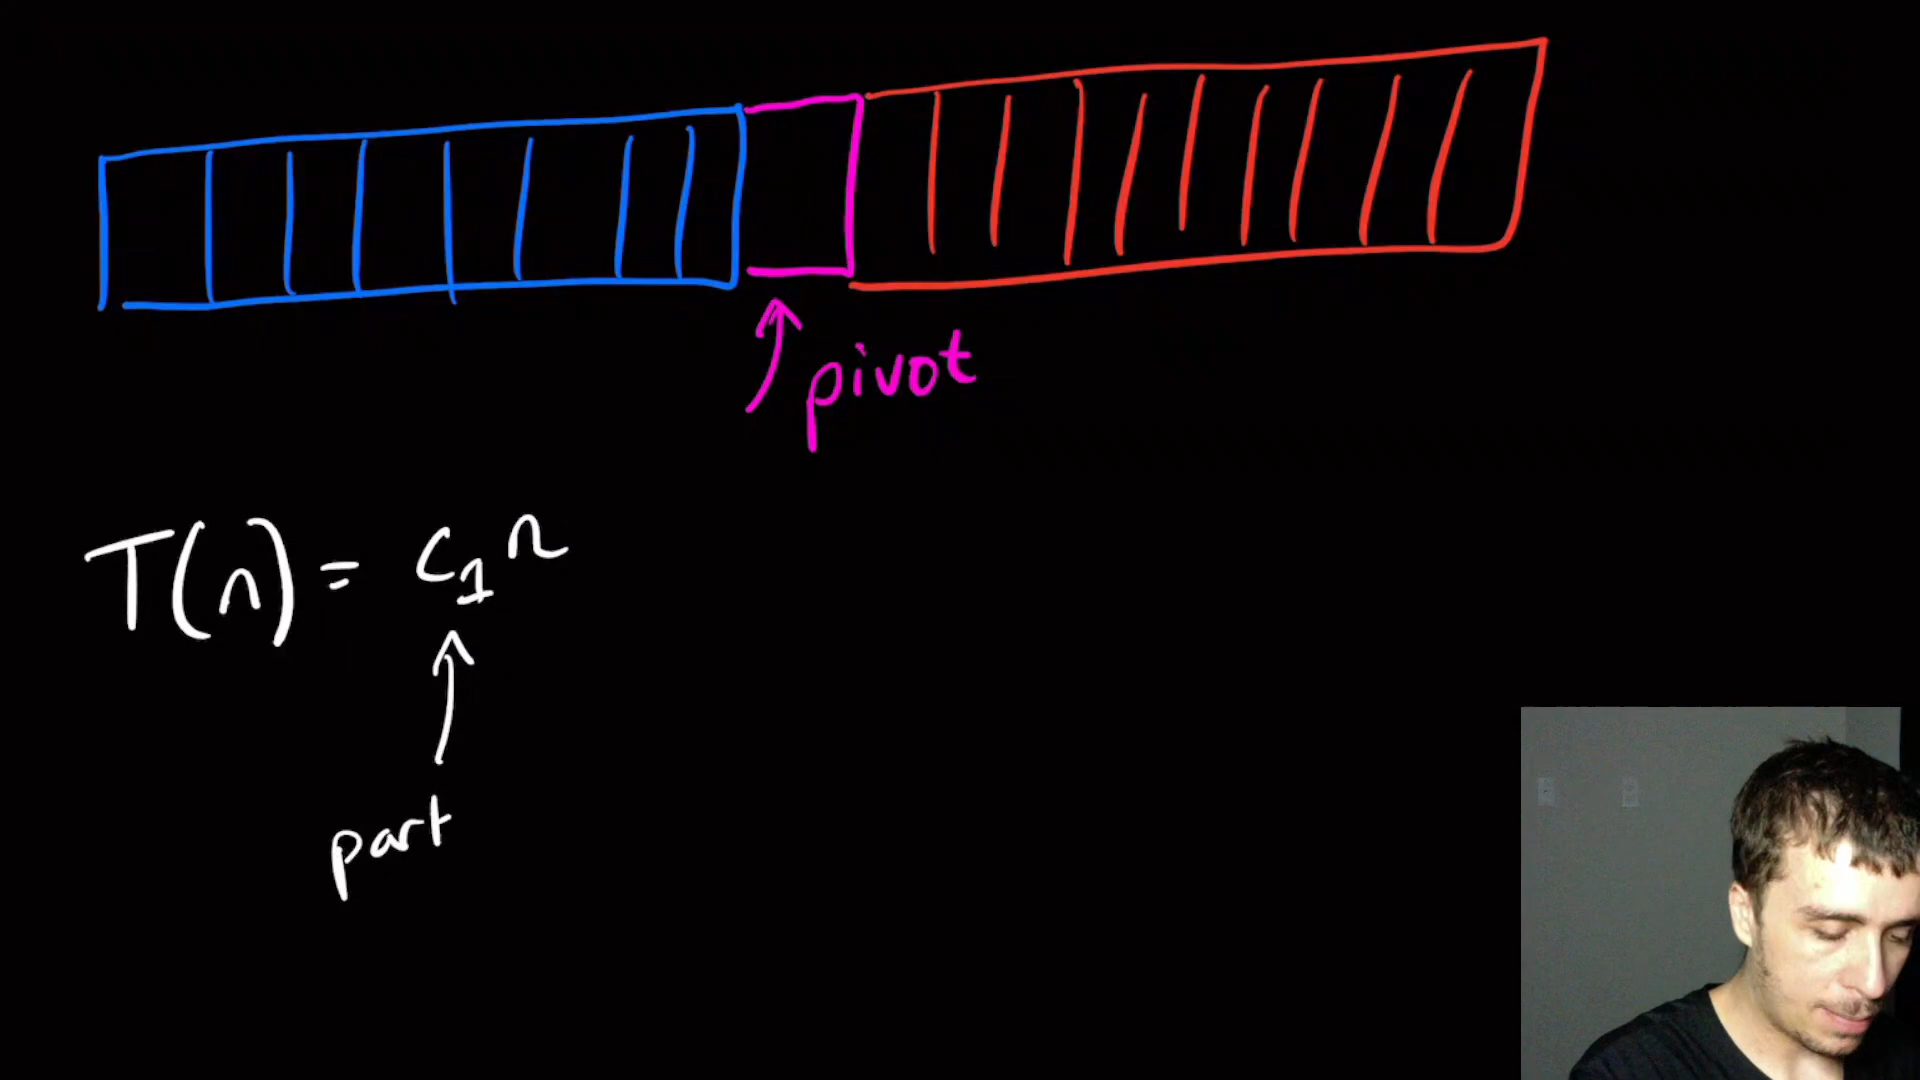 pivot
T(n) = c₁n
part